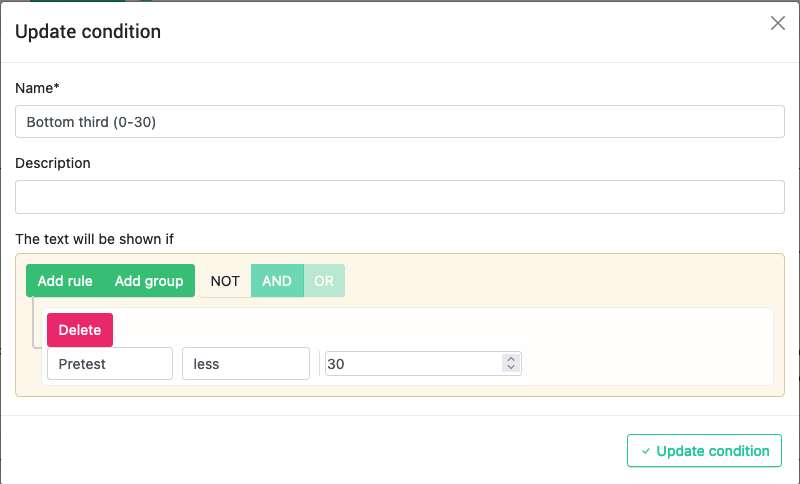 Update condition
Name*
Bottom third (0-30)
Description
The text will be shown if
Add rule Add group NOT AND OR
Delete
Pretest less 30
Update condition